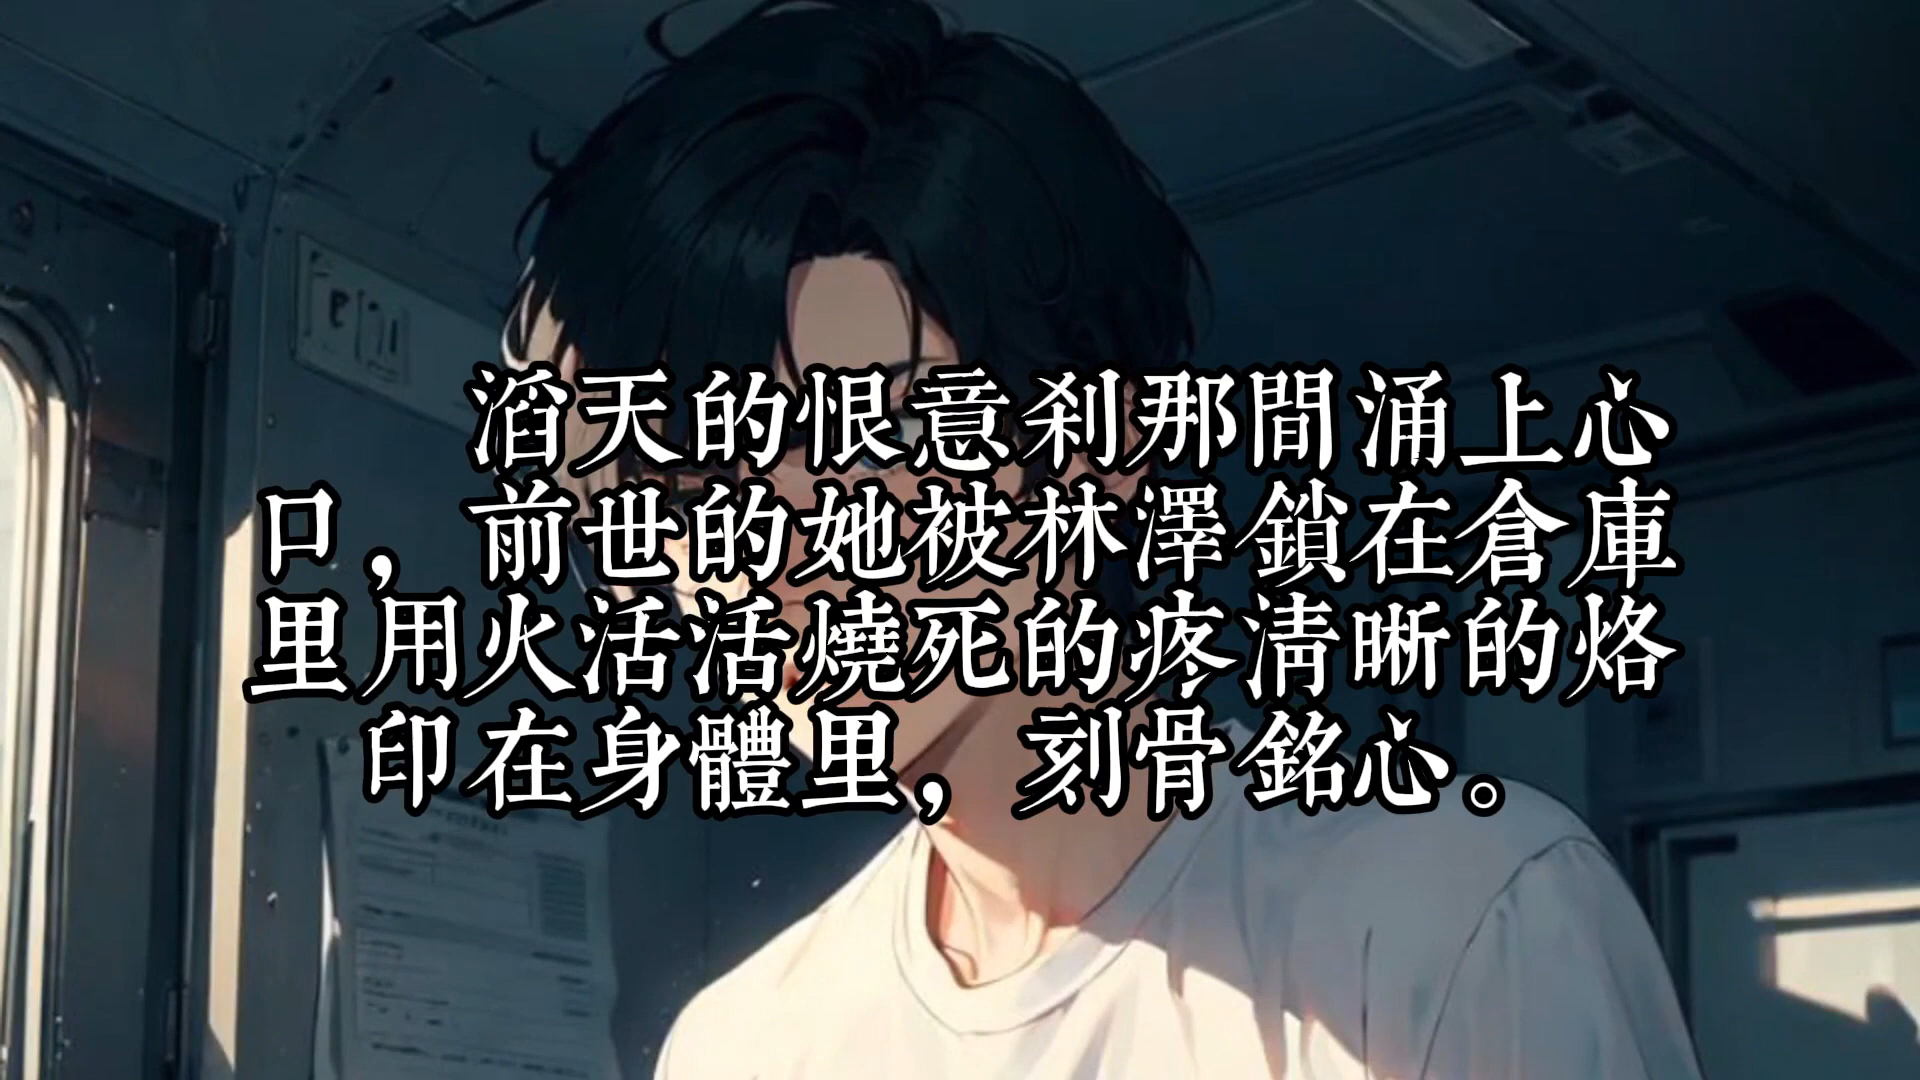 滔天的恨意刹那間涌上心
口，前世的她被林澤鎖在倉庫
里用火活活燒死的疼清晰的烙
印在身體里，刻骨銘心。